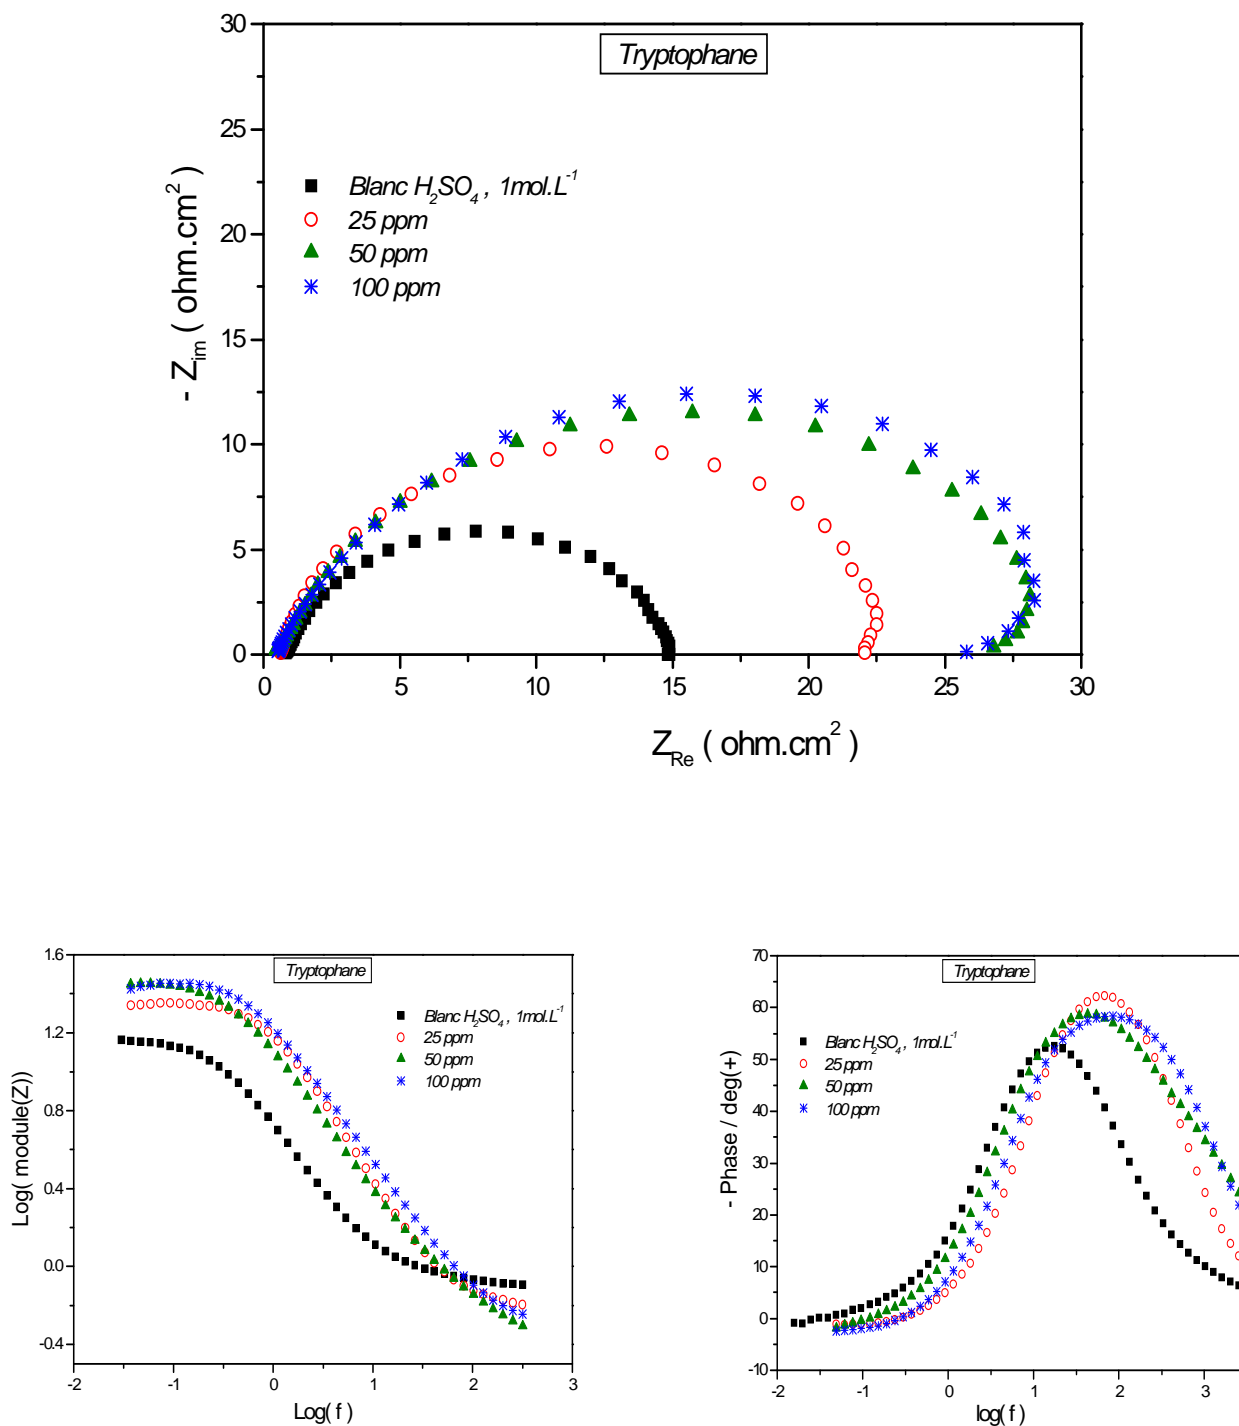 Tryptophane
Blanc H₂SO₄ , 1mol.L⁻¹
25 ppm
50 ppm
100 ppm
- Z_im ( ohm.cm² )
30
25
20
15
10
5
0
0 5 10 15 20 25 30
Z_Re ( ohm.cm² )
Tryptophane
Blanc H₂SO₄ , 1mol.L⁻¹
25 ppm
50 ppm
100 ppm
Log( module(Z))
1.6
1.2
0.8
0.4
0.0
-0.4
-2 -1 0 1 2 3
Log( f )
Tryptophane
Blanc H₂SO₄ , 1mol.L⁻¹
25 ppm
50 ppm
100 ppm
- Phase / deg(+)
70
60
50
40
30
20
10
0
-10
-2 -1 0 1 2 3
log( f )